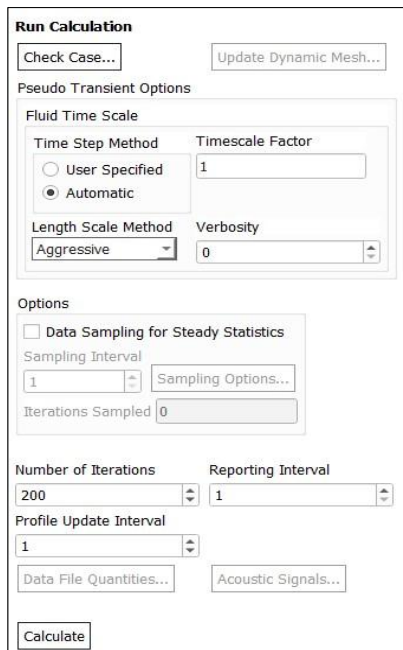 Run Calculation
Check Case... Update Dynamic Mesh...
Pseudo Transient Options
Fluid Time Scale
Time Step Method Timescale Factor
User Specified 1
Automatic
Length Scale Method Verbosity
Aggressive 0
Options
Data Sampling for Steady Statistics
Sampling Interval
1 Sampling Options...
Iterations Sampled 0
Number of Iterations Reporting Interval
200 1
Profile Update Interval
1
Data File Quantities... Acoustic Signals...
Calculate